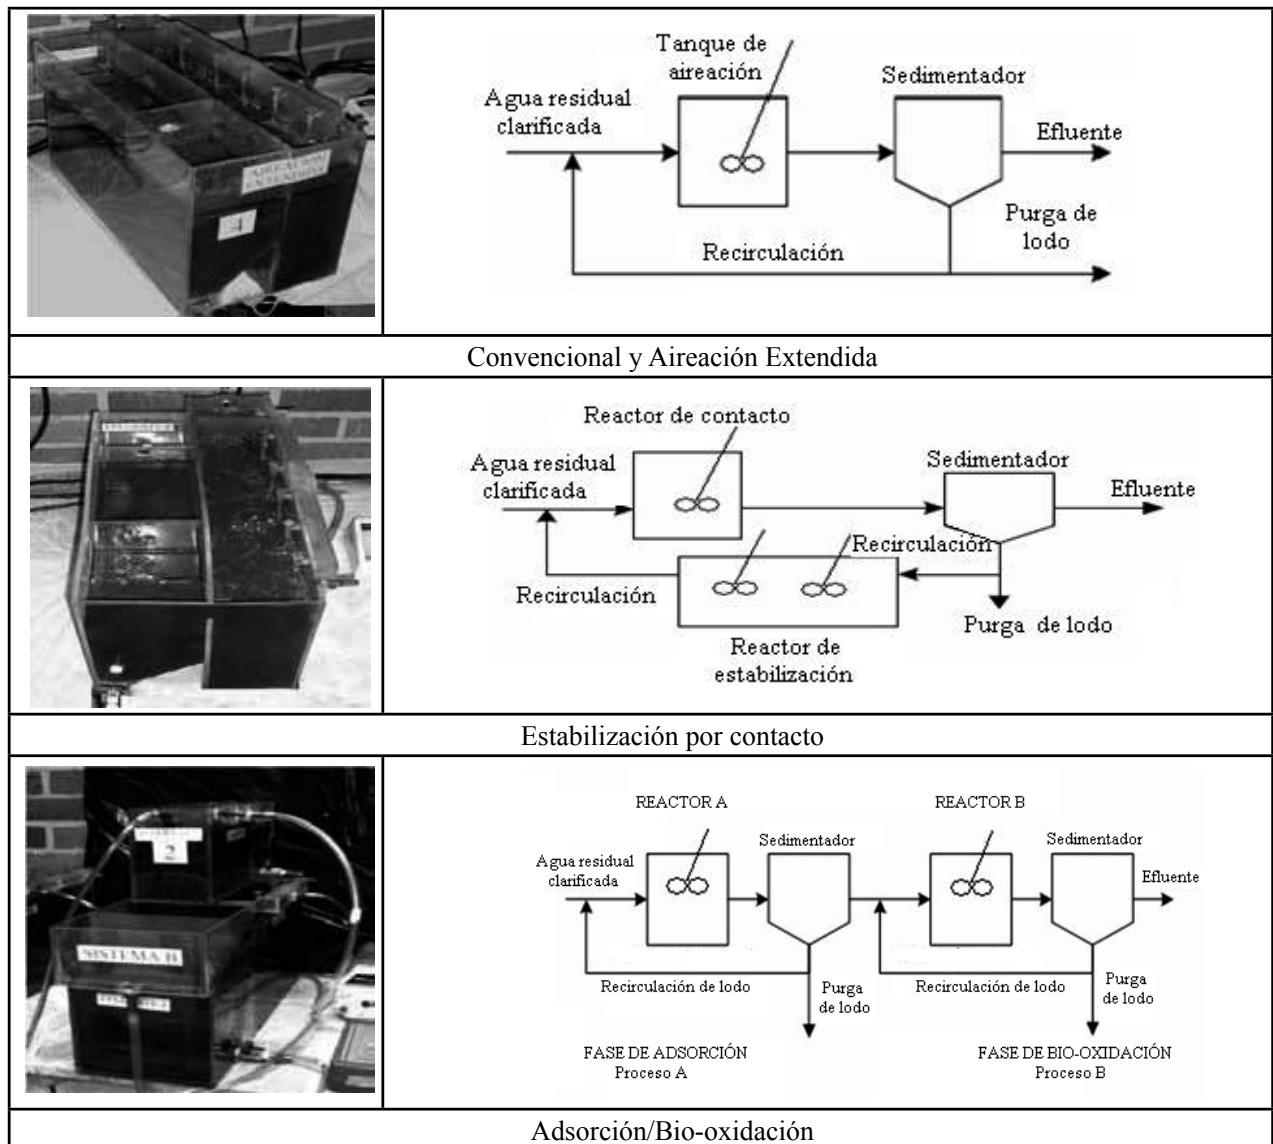 Tanque de
aireación
Sedimentador
Agua residual
clarificada
Efluente
Purga de
lodo
Recirculación
Convencional y Aireación Extendida
Reactor de contacto
Agua residual
clarificada
Sedimentador
Efluente
Recirculación
Recirculación
Purga de lodo
Reactor de
estabilización
Estabilización por contacto
2
SISTEMA B
REACTOR A
REACTOR B
Sedimentador
Sedimentador
Agua residual
clarificada
Efluente
Recirculación de lodo
Purga
de lodo
Recirculación de lodo
Purga
de lodo
FASE DE ADSORCIÓN
Proceso A
FASE DE BIO-OXIDACIÓN
Proceso B
Adsorción/Bio-oxidación